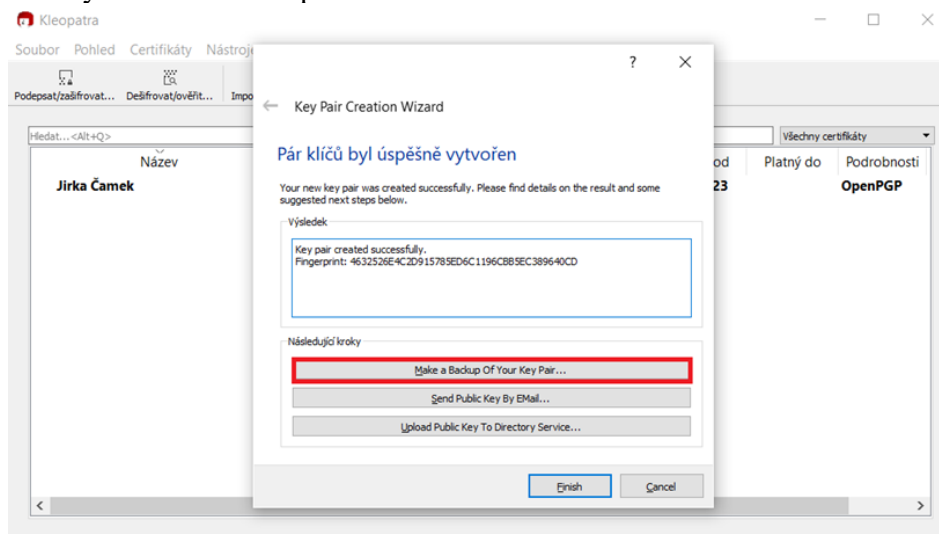 Kleopatra
Soubor Pohled Certifikáty Nástroje
Podepsat/zašifrovat... Dešifrovat/ověřit... Impo
Hledat...<Alt+Q>
Všechny certifikáty
Název
od Platný do Podrobnosti
Jirka Čamek
23 OpenPGP
?
Key Pair Creation Wizard
Pár klíčů byl úspěšně vytvořen
Your new key pair was created successfully. Please find details on the result and some
suggested next steps below.
Výsledek
Key pair created successfully.
Fingerprint: 4632526E4C2D915785ED6C1196CBB5EC389640CD
Následující kroky
Make a Backup Of Your Key Pair...
Send Public Key By EMail...
Upload Public Key To Directory Service...
Finish Cancel